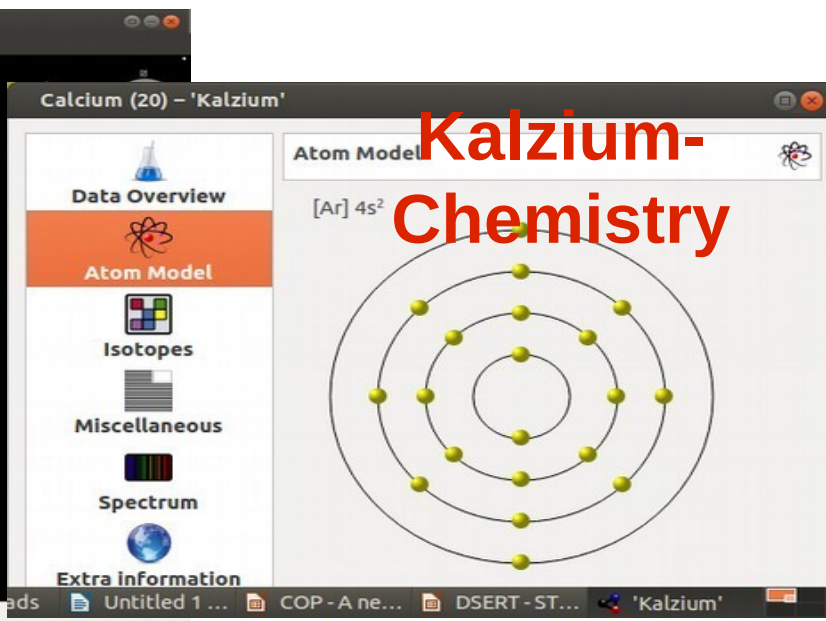 Calcium (20) – 'Kalzium'
Kalzium-
Chemistry
Atom Model
[Ar] 4s²
Data Overview
Atom Model
Isotopes
Miscellaneous
Spectrum
Extra information
ads Untitled 1 ... COP - A ne... DSERT - ST... 'Kalzium'